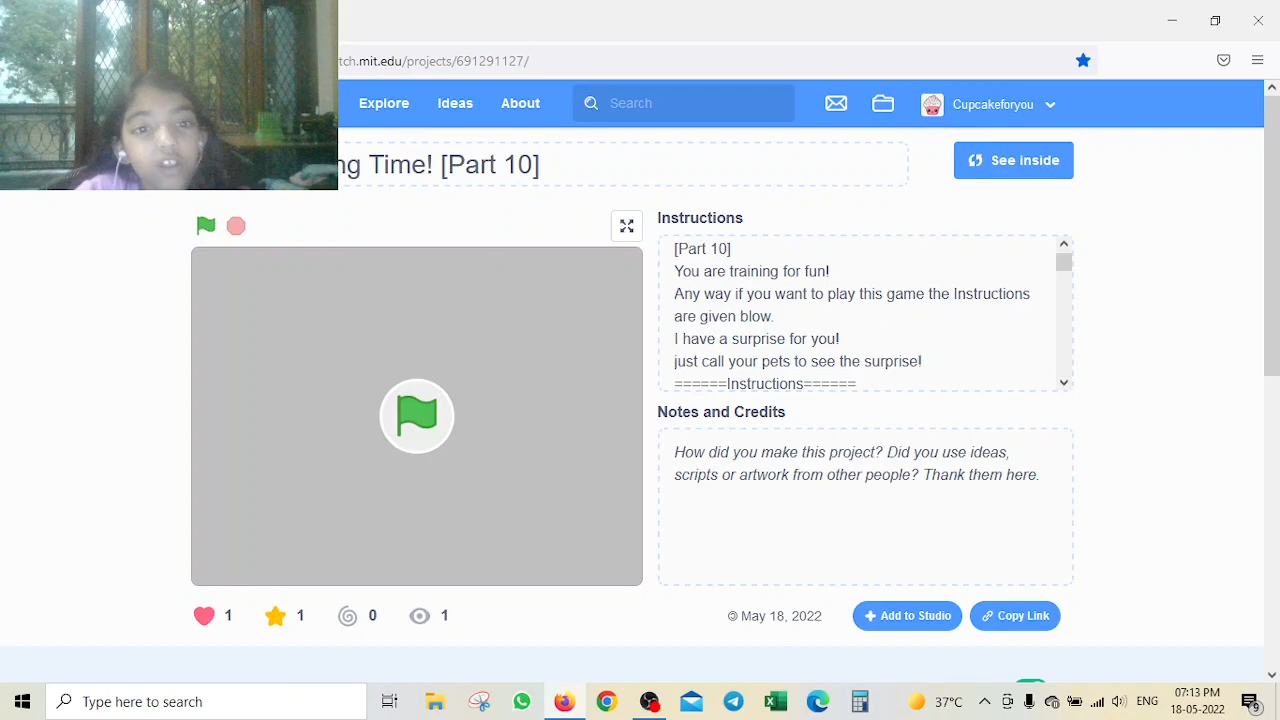 tch.mit.edu/projects/691291127/
Explore Ideas About Search Cupcakeforyou
ng Time! [Part 10]
See inside
Instructions
[Part 10]
You are training for fun!
Any way if you want to play this game the Instructions
are given blow.
I have a surprise for you!
just call your pets to see the surprise!
======Instructions======
Notes and Credits
How did you make this project? Did you use ideas,
scripts or artwork from other people? Thank them here.
1 1 0 1
© May 18, 2022
Add to Studio
Copy Link
Type here to search
37°C
ENG
07:13 PM
18-05-2022
9